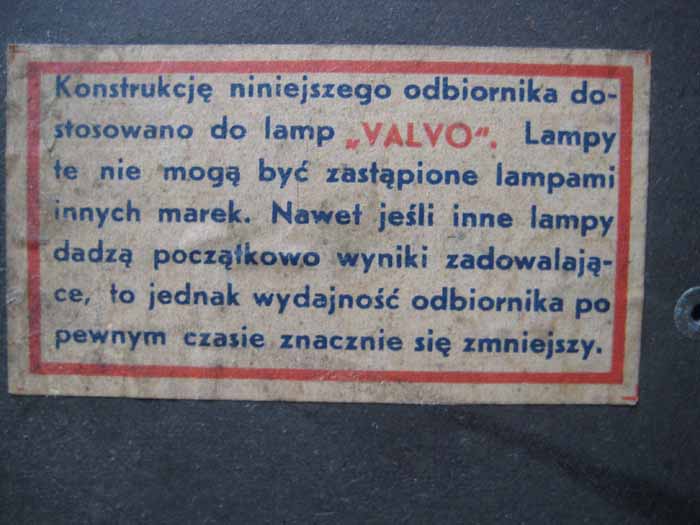 Konstrukcję niniejszego odbiornika do-
stosowano do lamp „VALVO“. Lampy
te nie mogą być zastąpione lampami
innych marek. Nawet jeśli inne lampy
dadzą początkowo wyniki zadowalają-
ce, to jednak wydajność odbiornika po
pewnym czasie znacznie się zmniejszy.